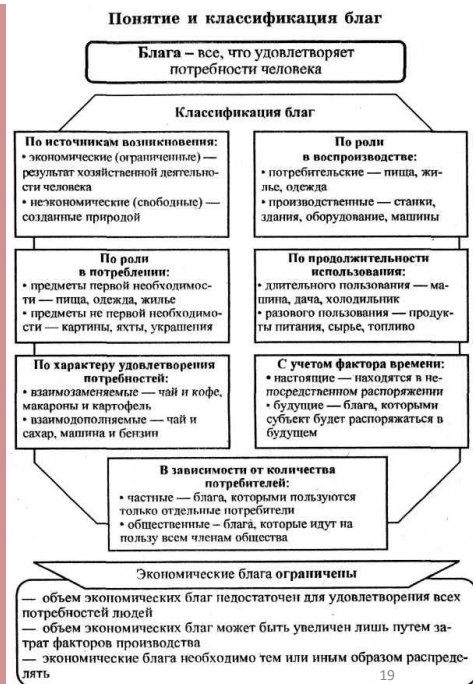 Понятие и классификация благ
Блага – все, что удовлетворяет
потребности человека
Классификация благ
По источникам возникновения:
• экономические (ограниченные) —
результат хозяйственной деятельно-
сти человека
• неэкономические (свободные) —
созданные природой
По роли
в воспроизводстве:
• потребительские — пища, жи-
лье, одежда
• производственные — станки,
здания, оборудование, машины
По роли
в потреблении:
• предметы первой необходимос-
ти — пища, одежда, жилье
• предметы не первой необходимо-
сти — картины, яхты, украшения
По продолжительности
использования:
• длительного пользования — ма-
шина, дача, холодильник
• разового пользования — продук-
ты питания, сырье, топливо
По характеру удовлетворения
потребностей:
• взаимозаменяемые — чай и кофе,
макароны и картофель
• взаимодополняемые — чай и
сахар, машина и бензин
С учетом фактора времени:
• настоящие — находятся в не-
посредственном распоряжении
• будущие — блага, которыми
субъект будет распоряжаться в
будущем
В зависимости от количества
потребителей:
• частные — блага, которыми пользуются
только отдельные потребители
• общественные – блага, которые идут на
пользу всем членам общества
Экономические блага ограничены
— объем экономических благ недостаточен для удовлетворения всех
потребностей людей
— объем экономических благ может быть увеличен лишь путем за-
трат факторов производства
— экономические блага необходимо тем или иным образом распреде-
лять
19